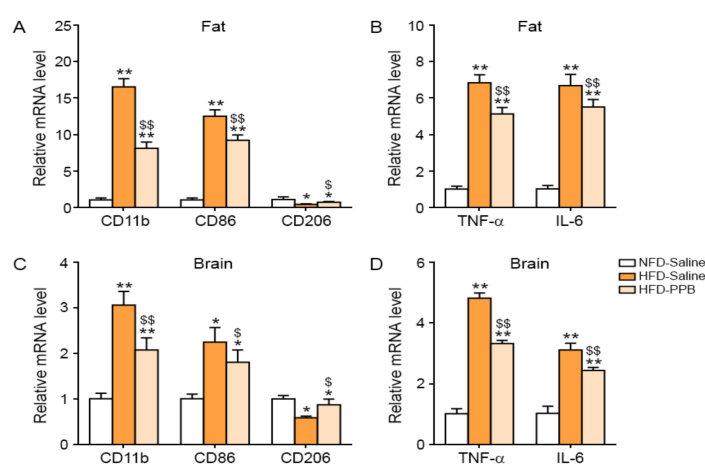 A
Fat
Relative mRNA level
25
20
15
10
5
0
**
$$
**
**
$$
**
*
$
*
CD11b
CD86
CD206
B
Fat
Relative mRNA level
10
8
6
4
2
0
**
$$
**
**
$$
**
TNF-α
IL-6
C
Brain
Relative mRNA level
4
3
2
1
0
**
$$
**
*
$
*
*
$
*
CD11b
CD86
CD206
D
Brain
Relative mRNA level
6
4
2
0
**
$$
**
**
$$
**
TNF-α
IL-6
NFD-Saline
HFD-Saline
HFD-PPB